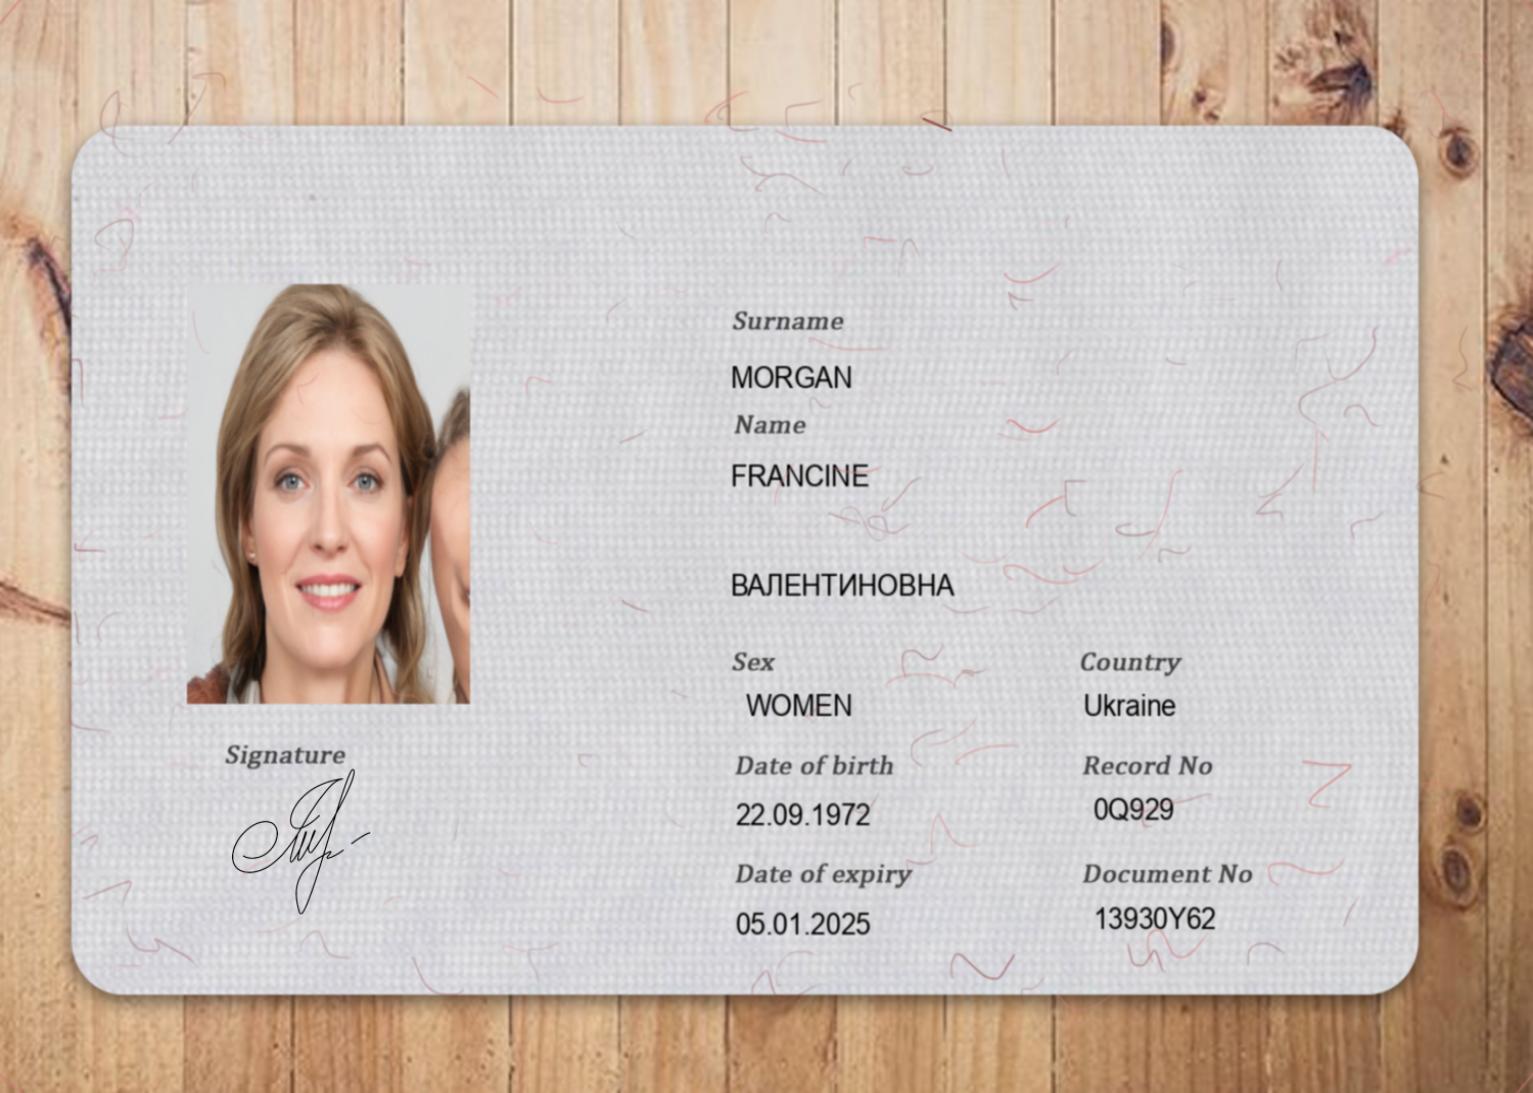 Surname
MORGAN
Name
FRANCINE
ВАЛЕНТИНОВНА
Sex
Country
WOMEN
Ukraine
Date of birth
Record No
22.09.1972
0Q929
Date of expiry
Document No
05.01.2025
13930Y62
Signature